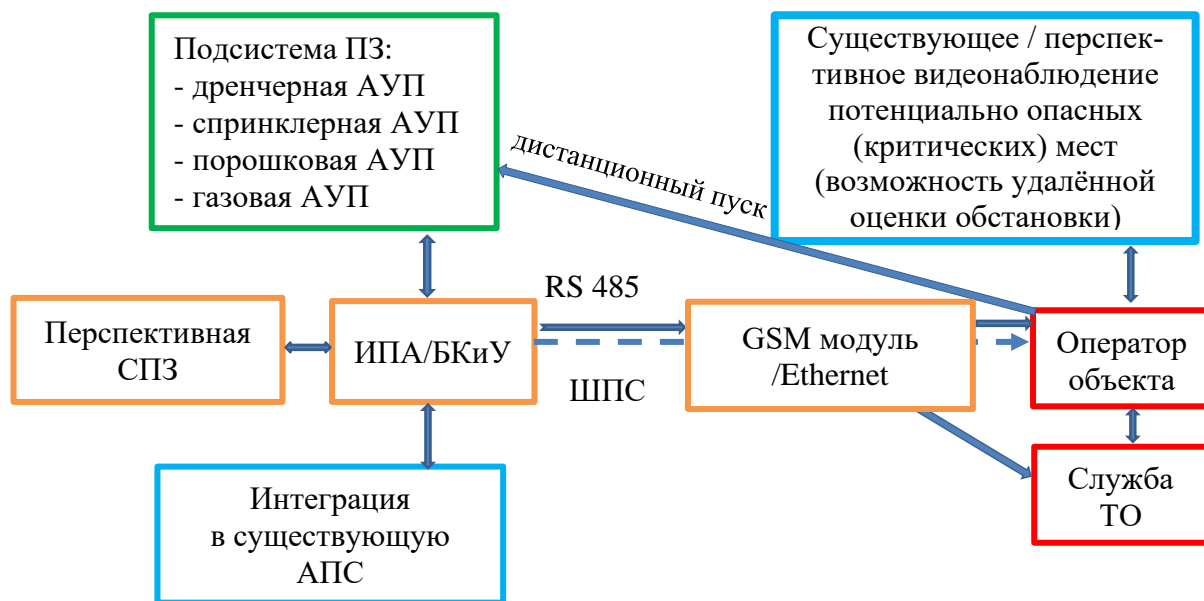 Подсистема ПЗ:
- дренчерная АУП
- спринклерная АУП
- порошковая АУП
- газовая АУП
Существующее / перспек-
тивное видеонаблюдение
потенциально опасных
(критических) мест
(возможность удалённой
оценки обстановки)
дистанционный пуск
Перспективная
СПЗ
ИПА/БКиУ
RS 485
ШПС
GSM модуль
/Ethernet
Оператор
объекта
Интеграция
в существующую
АПС
Служба
ТО